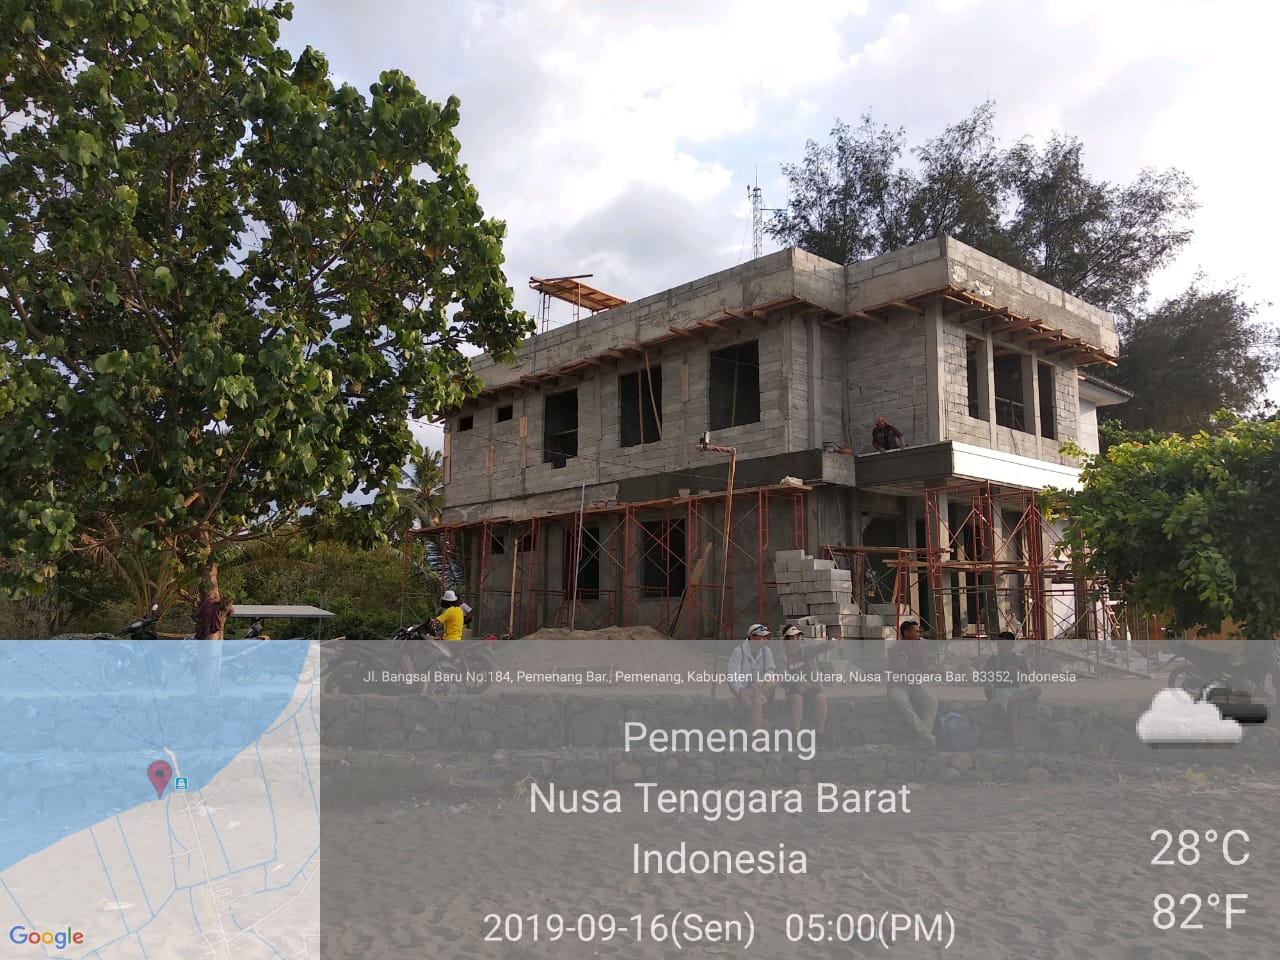 Jl. Bangsal Baru No.184, Pemenang Bar., Pemenang, Kabupaten Lombok Utara, Nusa Tenggara Bar. 83352, Indonesia
Pemenang
Nusa Tenggara Barat
Indonesia
2019-09-16(Sen) 05:00(PM)
28°C
82°F
Google